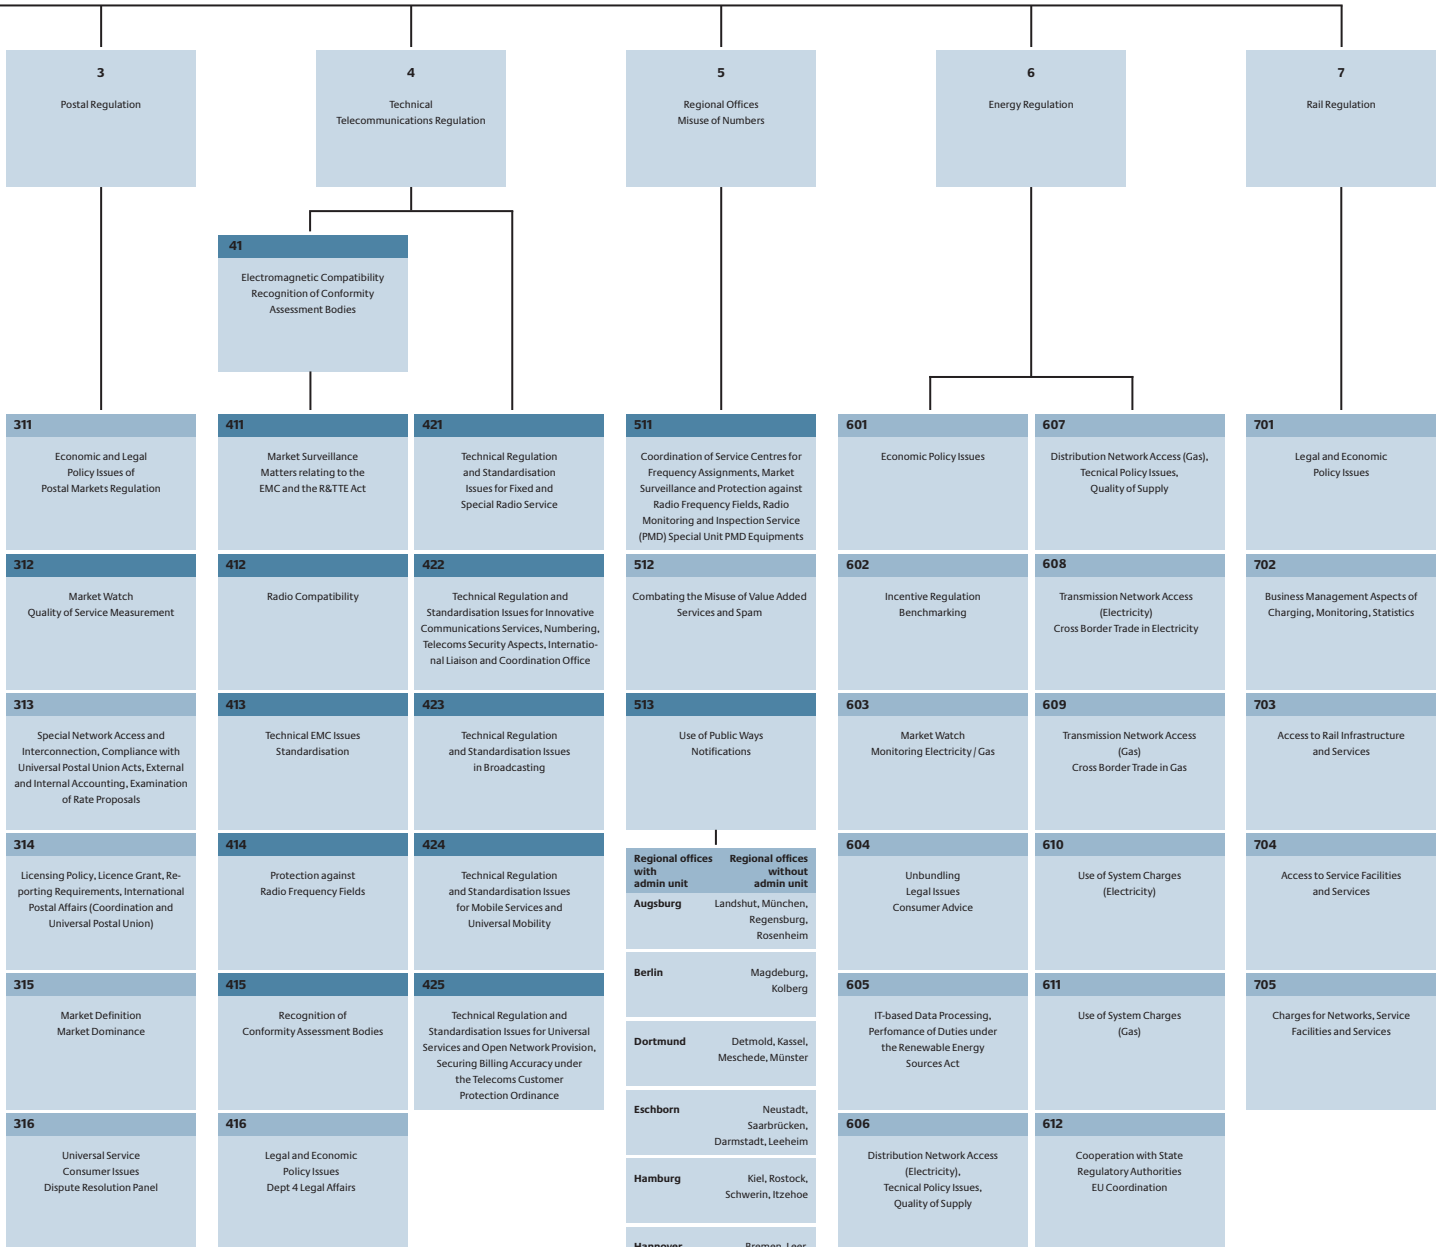 3
Postal Regulation
4
Technical
Telecommunications Regulation
5
Regional Offices
Misuse of Numbers
6
Energy Regulation
7
Rail Regulation
41
Electromagnetic Compatibility
Recognition of Conformity
Assessment Bodies
311
Economic and Legal
Policy Issues of
Postal Markets Regulation
312
Market Watch
Quality of Service Measurement
313
Special Network Access and
Interconnection, Compliance with
Universal Postal Union Acts, External
and Internal Accounting, Examination
of Rate Proposals
314
Licensing Policy, Licence Grant, Re-
porting Requirements, International
Postal Affairs (Coordination and
Universal Postal Union)
315
Market Definition
Market Dominance
316
Universal Service
Consumer Issues
Dispute Resolution Panel
411
Market Surveillance
Matters relating to the
EMC and the R&TTE Act
412
Radio Compatibility
413
Technical EMC Issues
Standardisation
414
Protection against
Radio Frequency Fields
415
Recognition of
Conformity Assessment Bodies
416
Legal and Economic
Policy Issues
Dept 4 Legal Affairs
421
Technical Regulation
and Standardisation
Issues for Fixed and
Special Radio Service
422
Technical Regulation and
Standardisation Issues for Innovative
Communications Services, Numbering,
Telecoms Security Aspects, Internatio-
nal Liaison and Coordination Office
423
Technical Regulation
and Standardisation Issues
in Broadcasting
424
Technical Regulation
and Standardisation Issues
for Mobile Services and
Universal Mobility
425
Technical Regulation and
Standardisation Issues for Universal
Services and Open Network Provision,
Securing Billing Accuracy under
the Telecoms Customer
Protection Ordinance
511
Coordination of Service Centres for
Frequency Assignments, Market
Surveillance and Protection against
Radio Frequency Fields, Radio
Monitoring and Inspection Service
(PMD) Special Unit PMD Equipments
512
Combating the Misuse of Value Added
Services and Spam
513
Use of Public Ways
Notifications
Regional offices Regional offices
with without
admin unit admin unit
Augsburg Landshut, München,
Regensburg,
Rosenheim
Berlin Magdeburg,
Kolberg
Dortmund Detmold, Kassel,
Meschede, Münster
Eschborn Neustadt,
Saarbrücken,
Darmstadt, Leeheim
Hamburg Kiel, Rostock,
Schwerin, Itzehoe
Hannover Bremen, Leer
601
Economic Policy Issues
602
Incentive Regulation
Benchmarking
603
Market Watch
Monitoring Electricity / Gas
604
Unbundling
Legal Issues
Consumer Advice
605
IT-based Data Processing,
Perfomance of Duties under
the Renewable Energy
Sources Act
606
Distribution Network Access
(Electricity),
Tecnical Policy Issues,
Quality of Supply
607
Distribution Network Access (Gas),
Tecnical Policy Issues,
Quality of Supply
608
Transmission Network Access
(Electricity)
Cross Border Trade in Electricity
609
Transmission Network Access
(Gas)
Cross Border Trade in Gas
610
Use of System Charges
(Electricity)
611
Use of System Charges
(Gas)
612
Cooperation with State
Regulatory Authorities
EU Coordination
701
Legal and Economic
Policy Issues
702
Business Management Aspects of
Charging, Monitoring, Statistics
703
Access to Rail Infrastructure
and Services
704
Access to Service Facilities
and Services
705
Charges for Networks, Service
Facilities and Services